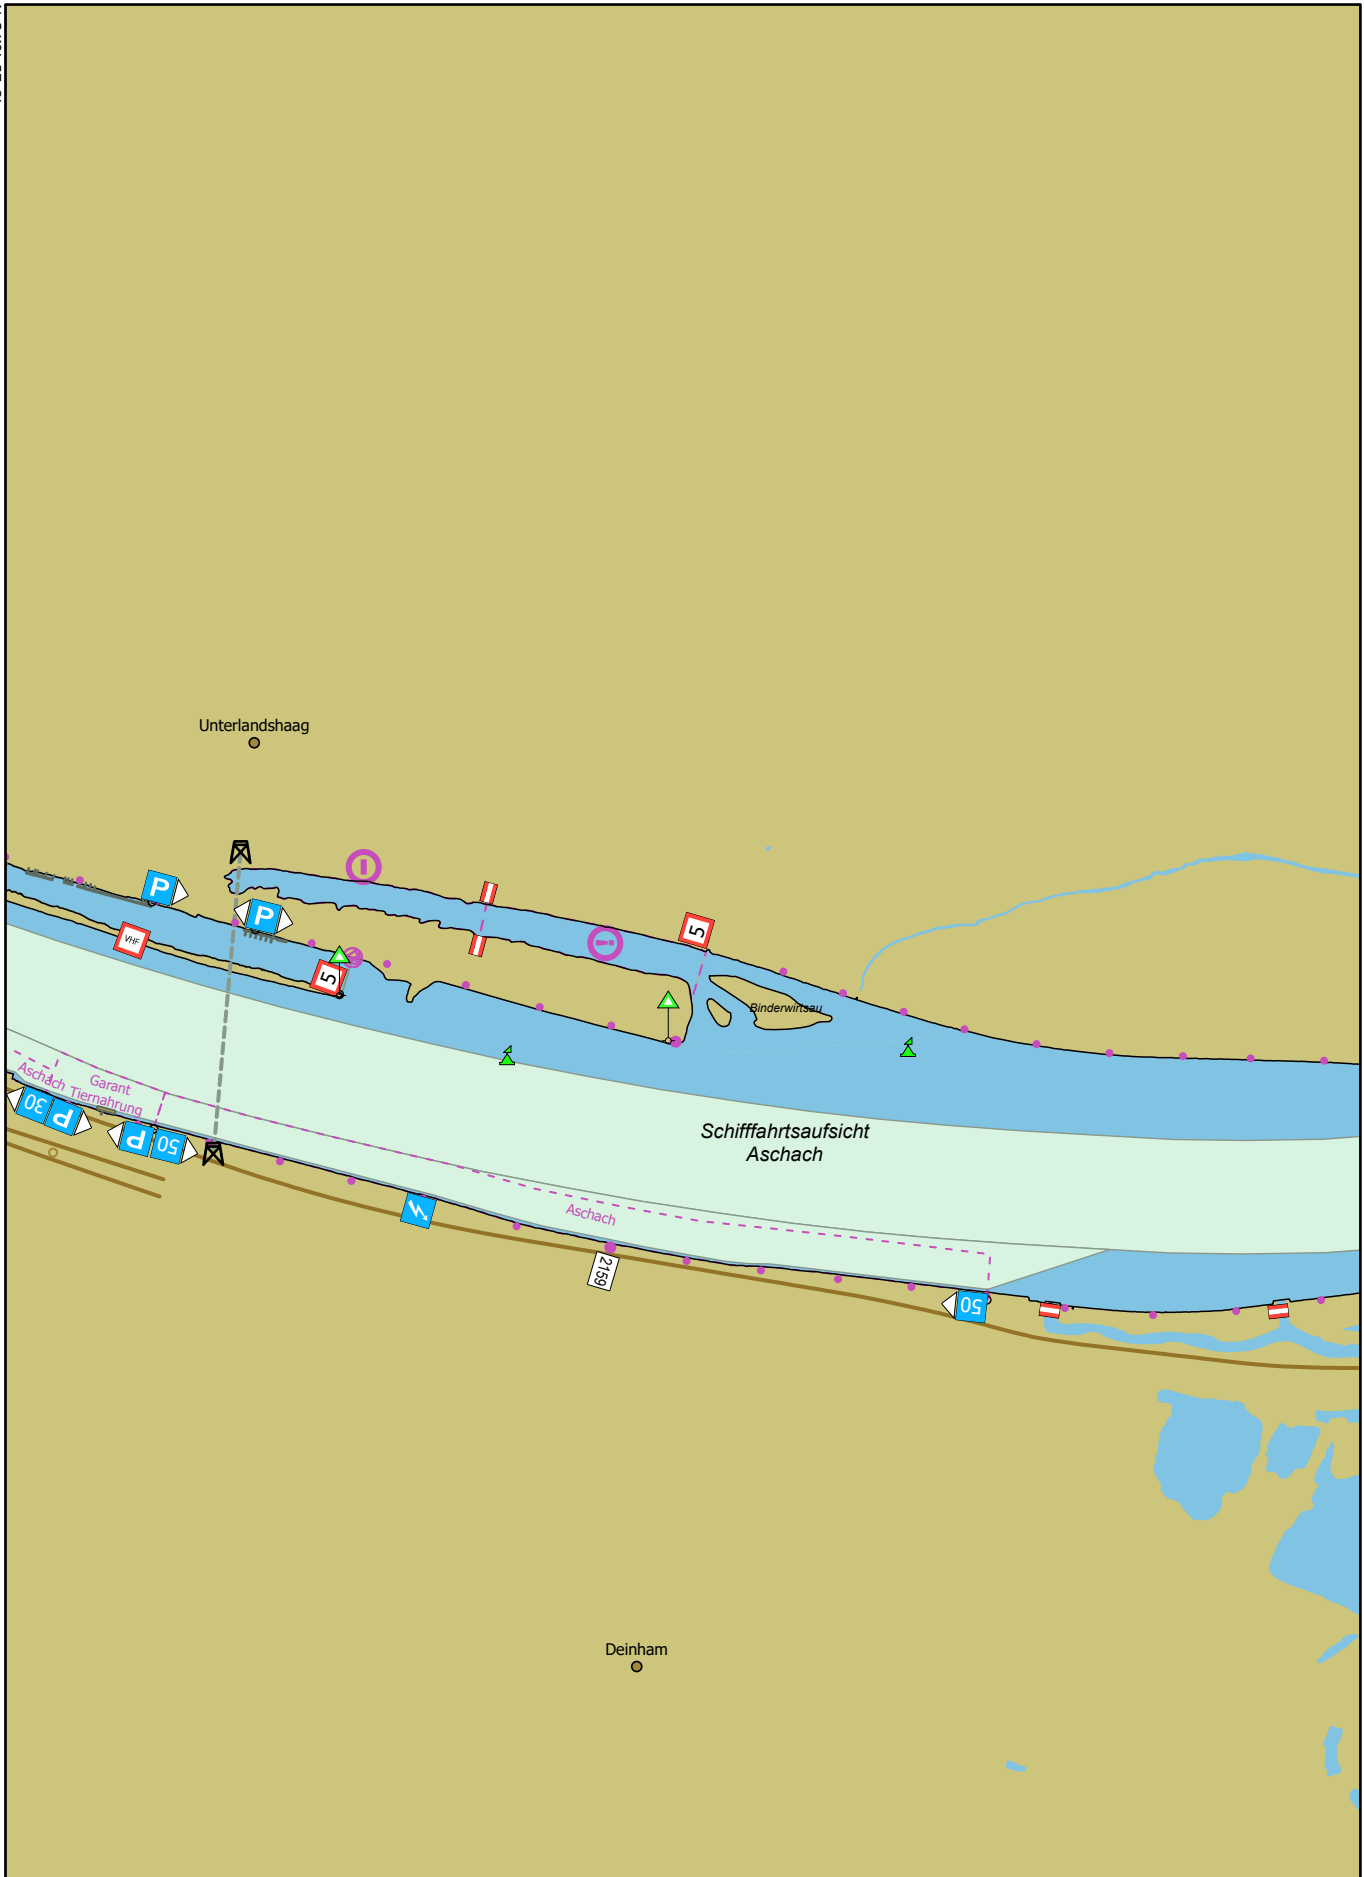 Unterlandshaag
P
P
VHF
5
5
Binderwirtsau
Garant
Tiernahrung
Aschach
30
P
P
50
Schifffahrtsaufsicht
Aschach
Aschach
2159
50
Deinham